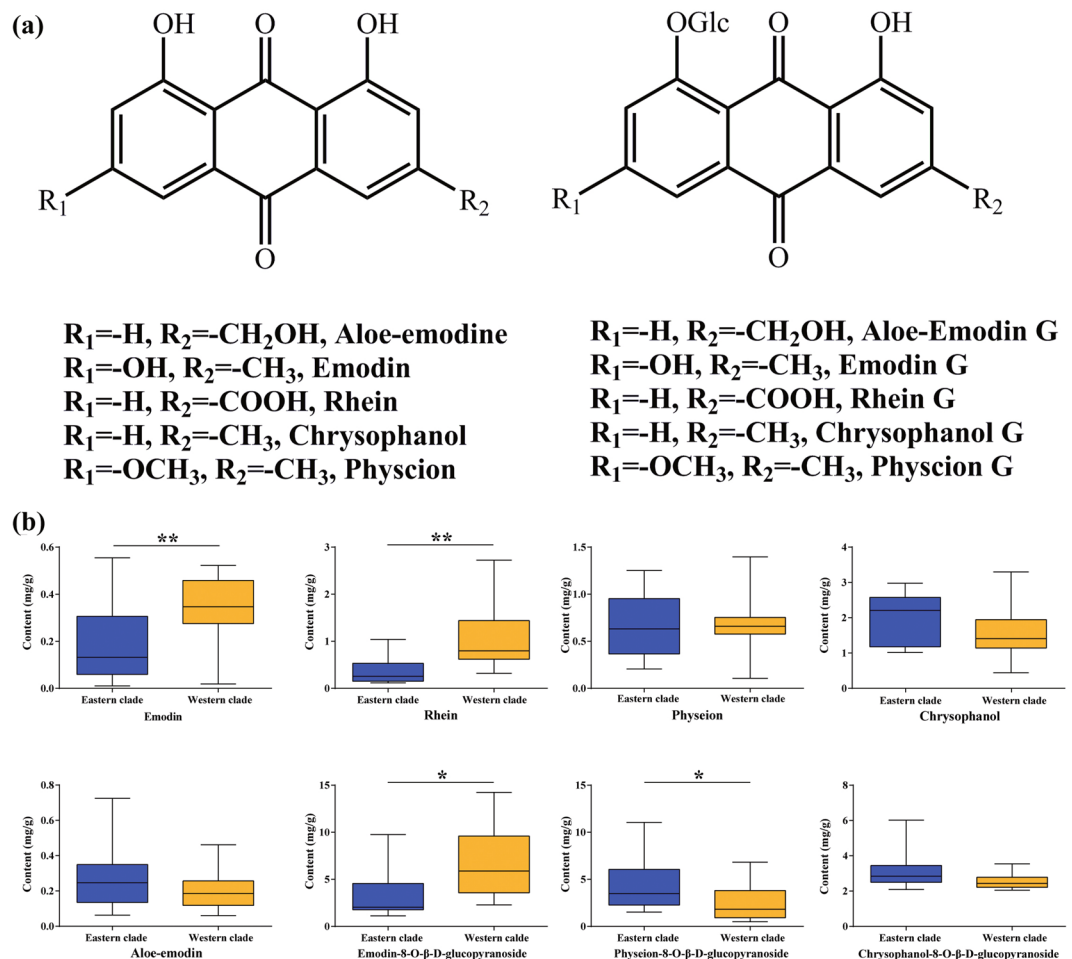 (a)
OH O OH
R₁ R₂
O
OGlc O OH
R₁ R₂
O
R₁=-H, R₂=-CH₂OH, Aloe-emodine
R₁=-OH, R₂=-CH₃, Emodin
R₁=-H, R₂=-COOH, Rhein
R₁=-H, R₂=-CH₃, Chrysophanol
R₁=-OCH₃, R₂=-CH₃, Physcion
R₁=-H, R₂=-CH₂OH, Aloe-Emodin G
R₁=-OH, R₂=-CH₃, Emodin G
R₁=-H, R₂=-COOH, Rhein G
R₁=-H, R₂=-CH₃, Chrysophanol G
R₁=-OCH₃, R₂=-CH₃, Physcion G
(b)
**
Content (mg/g)
0.6
0.4
0.2
0.0
Eastern clade Western clade
Emodin
**
Content (mg/g)
3
2
1
0
Eastern clade Western clade
Rhein
Content (mg/g)
1.5
1.0
0.5
0.0
Eastern clade Western clade
Physeion
Content (mg/g)
4
3
2
1
0
Eastern clade Western clade
Chrysophanol
Content (mg/g)
0.8
0.6
0.4
0.2
0.0
Eastern clade Western clade
Aloe-emodin
*
Content (mg/g)
15
10
5
0
Eastern clade Western calde
Emodin-8-O-β-D-glucopyranoside
*
Content (mg/g)
15
10
5
0
Eastern clade Western clade
Physeion-8-O-β-D-glucopyranoside
Content (mg/g)
8
6
4
2
0
Eastern clade Western clade
Chrysophanol-8-O-β-D-glucopyranoside